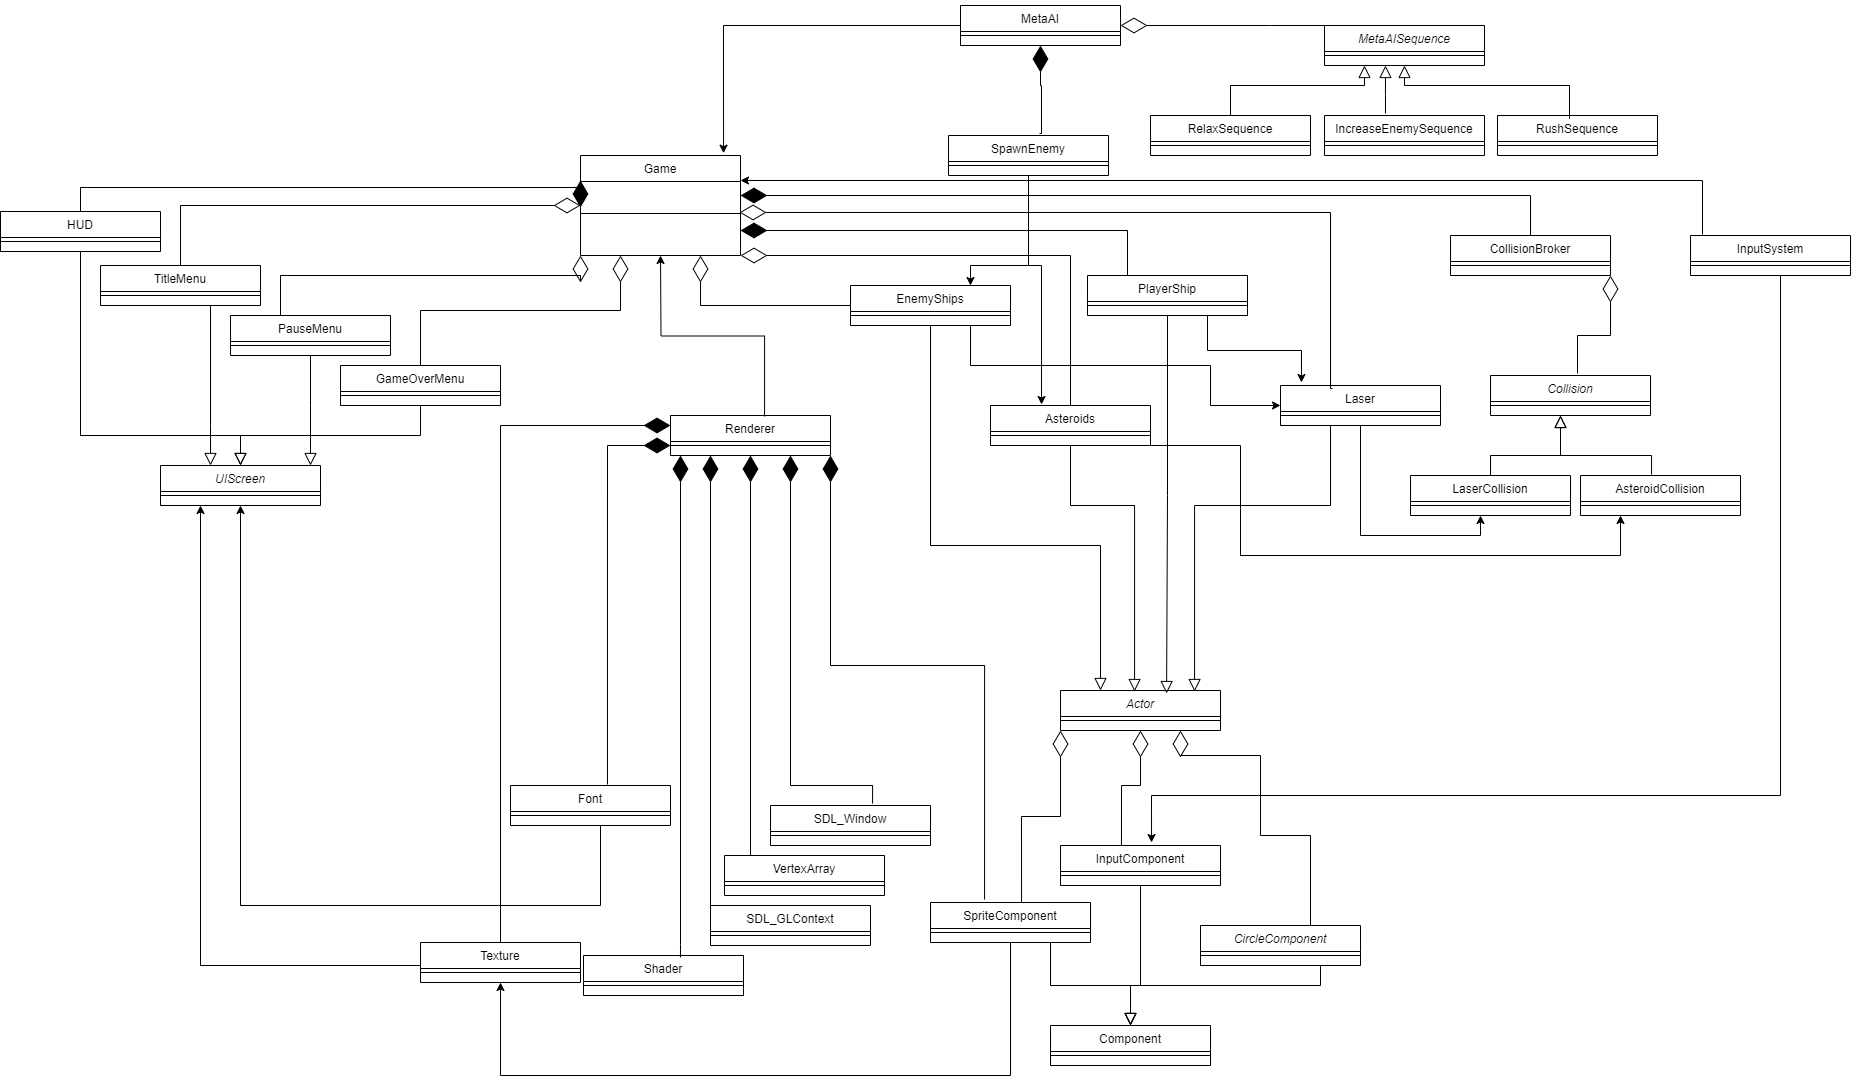 MetaAI
MetaAISequence
RelaxSequence
IncreaseEnemySequence
RushSequence
SpawnEnemy
Game
HUD
CollisionBroker
InputSystem
TitleMenu
EnemyShips
PlayerShip
PauseMenu
GameOverMenu
Collision
Laser
Asteroids
Renderer
UIScreen
LaserCollision
AsteroidCollision
Actor
Font
SDL_Window
InputComponent
VertexArray
SDL_GLContext
SpriteComponent
CircleComponent
Texture
Shader
Component